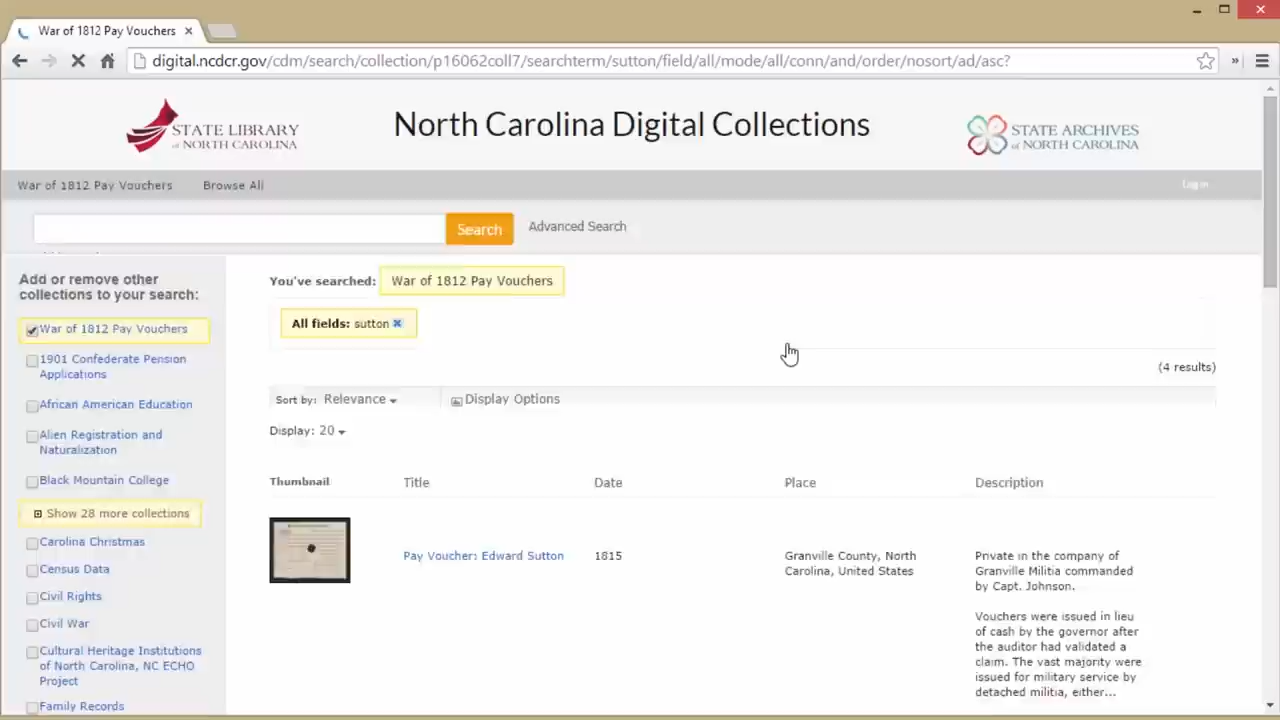 War of 1812 Pay Vouchers
digital.ncdcr.gov/cdm/search/collection/p16062coll7/searchterm/sutton/field/all/mode/all/conn/and/order/nosort/ad/asc?
STATE LIBRARY
of NORTH CAROLINA
North Carolina Digital Collections
STATE ARCHIVES
of NORTH CAROLINA
War of 1812 Pay Vouchers
Browse All
Log in
Search
Advanced Search
Add or remove other
collections to your search:
War of 1812 Pay Vouchers
1901 Confederate Pension
Applications
African American Education
Alien Registration and
Naturalization
Black Mountain College
Show 28 more collections
Carolina Christmas
Census Data
Civil Rights
Civil War
Cultural Heritage Institutions
of North Carolina, NC ECHO
Project
Family Records
You've searched: War of 1812 Pay Vouchers
All fields: sutton
(4 results)
Sort by: Relevance
Display Options
Display: 20
Thumbnail Title Date Place Description
Pay Voucher: Edward Sutton
1815
Granville County, North
Carolina, United States
Private in the company of
Granville Militia commanded
by Capt. Johnson.
Vouchers were issued in lieu
of cash by the governor after
the auditor had validated a
claim. The vast majority were
issued for military service by
detached militia, either...